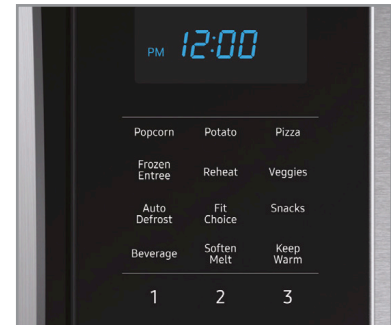 PM 12:00
Popcorn Potato Pizza
Frozen Entree Reheat Veggies
Auto Defrost Fit Choice Snacks
Beverage Soften Melt Keep Warm
1 2 3